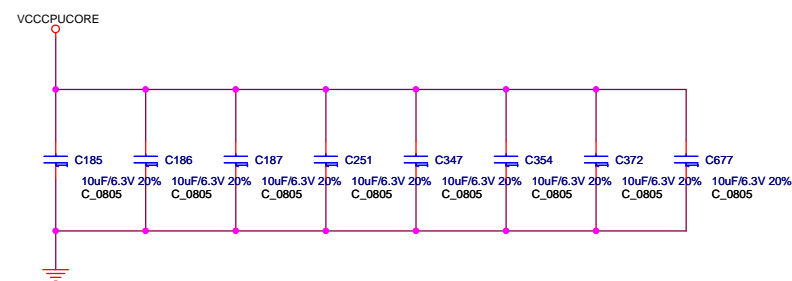 VCCCPUCORE
C185 C186 C187 C251 C347 C354 C372 C677
10uF/6.3V 20% 10uF/6.3V 20% 10uF/6.3V 20% 10uF/6.3V 20% 10uF/6.3V 20% 10uF/6.3V 20% 10uF/6.3V 20% 10uF/6.3V 20%
C_0805 C_0805 C_0805 C_0805 C_0805 C_0805 C_0805 C_0805